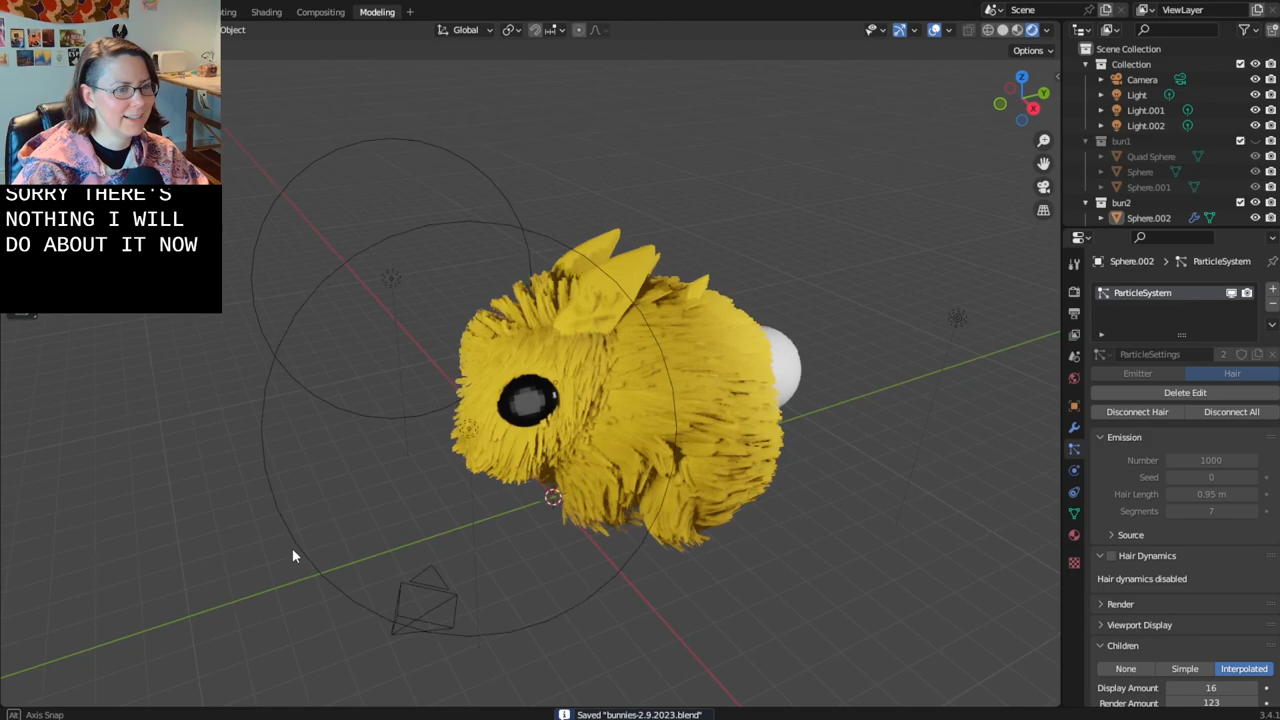 Shading
Compositing
Modeling
+
Scene
ViewLayer
Object
Global
Options
Z
Y
X
Scene Collection
Collection
Camera
Light
Light.001
Light.002
bun1
Quad Sphere
Sphere
Sphere.001
bun2
Sphere.002
SORRY THERE'S
NOTHING I WILL
DO ABOUT IT NOW
Sphere.002
ParticleSystem
ParticleSystem
ParticleSettings
2
Emitter
Hair
Delete Edit
Disconnect Hair
Disconnect All
Emission
Number
1000
Seed
0
Hair Length
0.95 m
Segments
7
Source
Hair Dynamics
Hair dynamics disabled
Render
Viewport Display
Children
None
Simple
Interpolated
Display Amount
16
Render Amount
123
Axis Snap
Saved "bunnies-2.9.2023.blend"